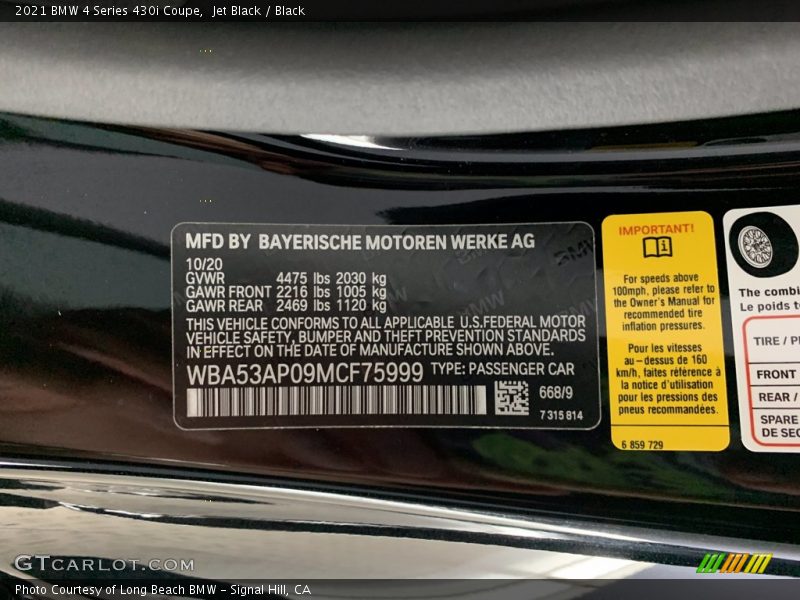 2021 BMW 4 Series 430i Coupe, Jet Black / Black
MFD BY BAYERISCHE MOTOREN WERKE AG
10/20
GVWR 4475 lbs 2030 kg
GAWR FRONT 2216 lbs 1005 kg
GAWR REAR 2469 lbs 1120 kg
THIS VEHICLE CONFORMS TO ALL APPLICABLE U.S.FEDERAL MOTOR
VEHICLE SAFETY, BUMPER AND THEFT PREVENTION STANDARDS
IN EFFECT ON THE DATE OF MANUFACTURE SHOWN ABOVE.
WBA53AP09MCF75999 TYPE: PASSENGER CAR
668/9
7 315 814
IMPORTANT!
For speeds above
100mph, please refer to
the Owner's Manual for
recommended tire
inflation pressures.
Pour les vitesses
au-dessus de 160
km/h, faites référence à
la notice d'utilisation
pour les pressions des
pneus recommandées.
6 859 729
The combi
Le poids t
TIRE / P
FRONT
REAR /
SPARE
DE SEC
GTCARLOT.COM
Photo Courtesy of Long Beach BMW - Signal Hill, CA